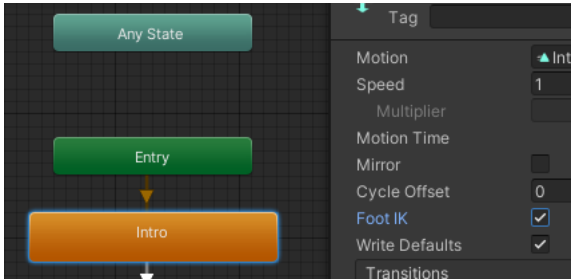 Any State
Entry
Intro
Tag
Motion
Speed
1
Multiplier
Motion Time
Mirror
Cycle Offset
0
Foot IK
Write Defaults
Transitions